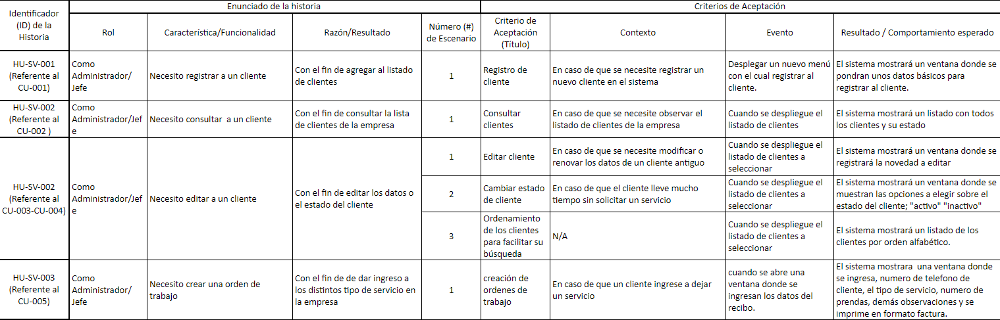 Identificador
(ID) de la
Historia
Enunciado de la historia
Criterios de Aceptación
Rol
Característica/Funcionalidad
Razón/Resultado
Número (#)
de Escenario
Criterio de
Aceptación
(Título)
Contexto
Evento
Resultado / Comportamiento esperado
HU-SV-001
(Referente al
CU-001)
Como
Administrador/
Jefe
Necesito registrar a un cliente
Con el fin de agregar al listado
de clientes
1
Registro de
cliente
En caso de que se necesite registrar un
nuevo cliente en el sistema
Desplegar un nuevo menú
con el cual registrar al
cliente.
El sistema mostrará un ventana donde se
pondran unos datos básicos para
registrar al cliente.
HU-SV-002
(Referente al
CU-002 )
Como
Administrador/Jef
e
Necesito consultar  a un cliente
Con el fin de consultar la lista
de clientes de la empresa
1
Consultar
clientes
En caso de que se necesite observar el
listado de clientes de la empresa
Cuando se despliegue el
listado de clientes
El sistema mostrará un listado con todos
los clientes y su estado
HU-SV-002
(Referente al
CU-003-CU-004)
Como
Administrador/Jef
e
Necesito editar a un cliente
Con el fin de editar los datos o
el estado del cliente
1
Editar cliente
En caso de que se necesite modificar o
renovar los datos de un cliente antiguo
Cuando se despliegue el
listado de clientes a
seleccionar
El sistema mostrará un ventana donde se
registrará la novedad a editar
2
Cambiar estado
de cliente
En caso de que el cliente lleve mucho
tiempo sin solicitar un servicio
Cuando se despliegue el
listado de clientes a
seleccionar
El sistema mostrará un ventana donde se
muestran las opciones a elegir sobre el
estado del cliente; "activo" "inactivo"
3
Ordenamiento
de los clientes
para facilitar su
búsqueda
N/A
Cuando se despliegue el
listado de clientes a
seleccionar
El sistema mostrará un listado de los
clientes por orden alfabético.
HU-SV-003
(Referente al
CU-005)
Como
Administrador/
Jefe
Necesito crear una orden de
trabajo
Con el fin de de dar ingreso a
los distintos tipo de servicio en
la empresa
1
creación de
ordenes de
trabajo
En caso de que un cliente ingrese a dejar
un servicio
cuando se abre una
ventana donde se
ingresan los datos del
recibo.
El sistema mostrara  una ventana donde
se ingresa, numero de telefono de
cliente, el tipo de servicio, numero de
prendas, demás observaciones y se
imprime en formato factura.